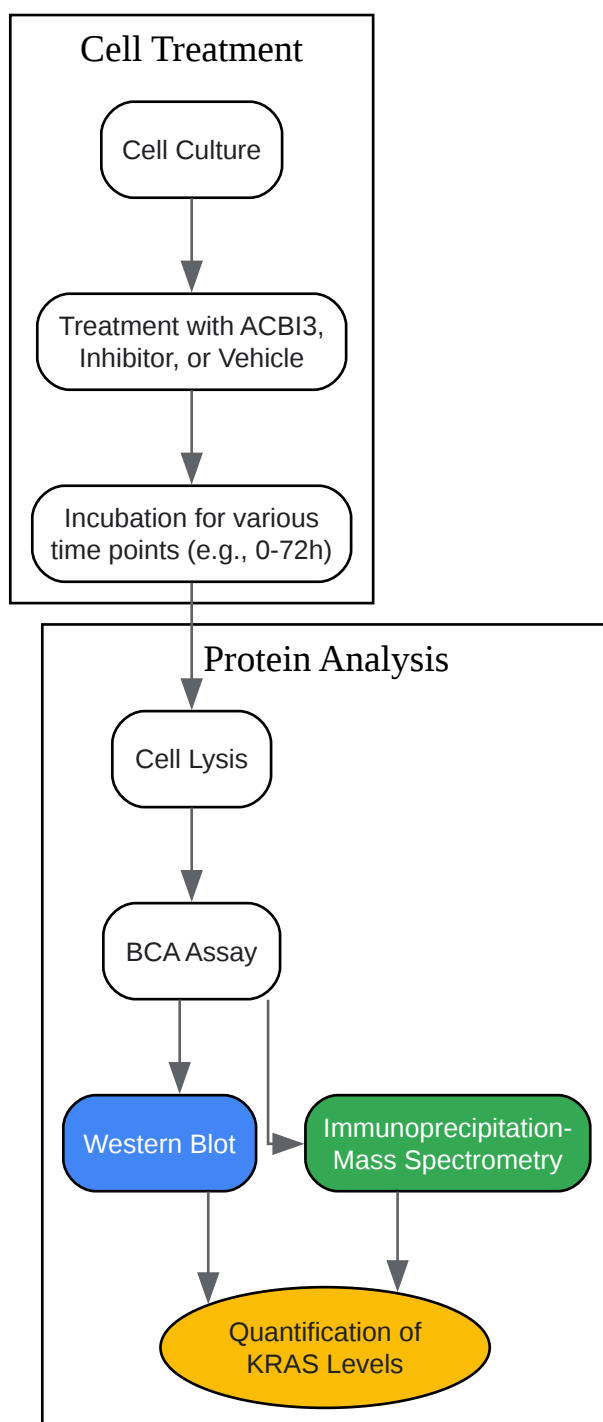 Cell Treatment
Cell Culture
Treatment with ACBI3,
Inhibitor, or Vehicle
Incubation for various
time points (e.g., 0-72h)
Protein Analysis
Cell Lysis
BCA Assay
Western Blot
Immunoprecipitation-
Mass Spectrometry
Quantification of
KRAS Levels